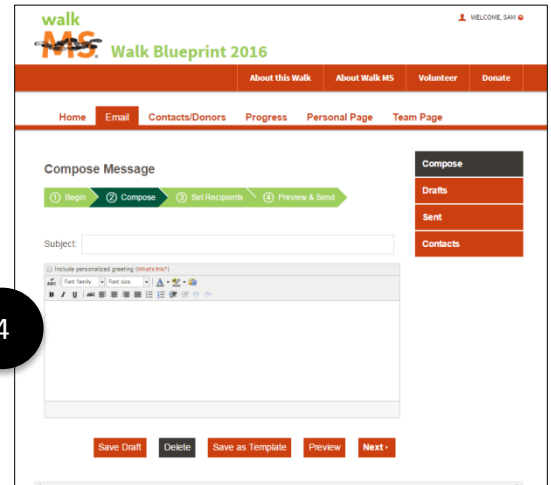 walk
MS
Walk Blueprint 2016
WELCOME, SAM
About this Walk About Walk MS Volunteer Donate
Home Email Contacts/Donors Progress Personal Page Team Page
Compose Message
1 Begin 2 Compose 3 Set Recipients 4 Preview & Send
Compose
Drafts
Sent
Contacts
Subject:
Include personalized greeting (What's this?)
ABC Font family Font size A
B I U ABC
4
Save Draft Delete Save as Template Preview Next ›